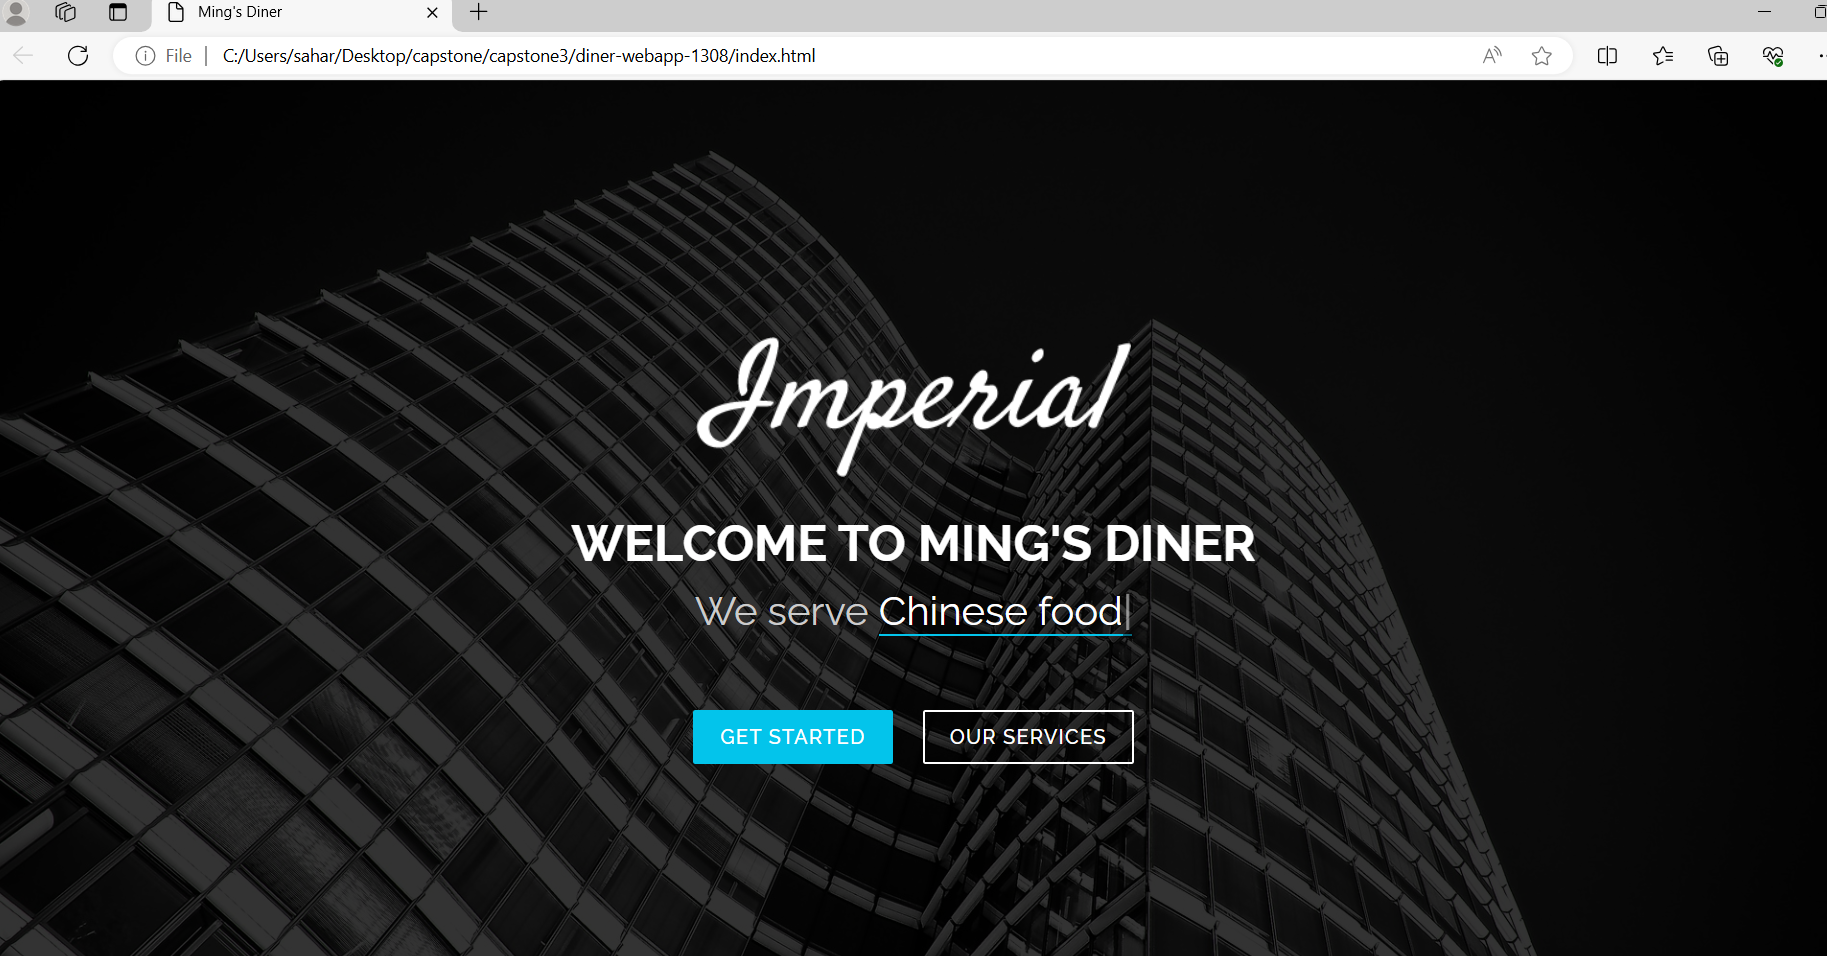 Ming's Diner
File C:/Users/sahar/Desktop/capstone/capstone3/diner-webapp-1308/index.html
Imperial
WELCOME TO MING'S DINER
We serve Chinese food|
GET STARTED OUR SERVICES